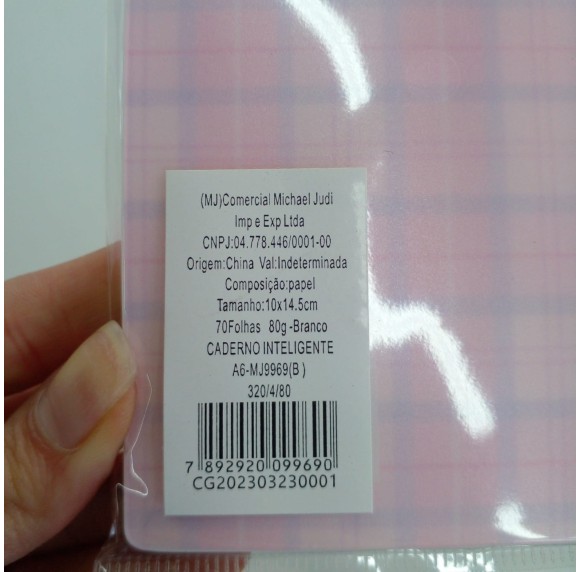 (MJ)Comercial Michael Judi
Imp e Exp Ltda
CNPJ:04.778.446/0001-00
Origem:China Val:Indeterminada
Composição:papel
Tamanho:10x14.5cm
70Folhas 80g-Branco
CADERNO INTELIGENTE
A6-MJ9969(B)
320/4/80
7 892920 099690
CG202303230001